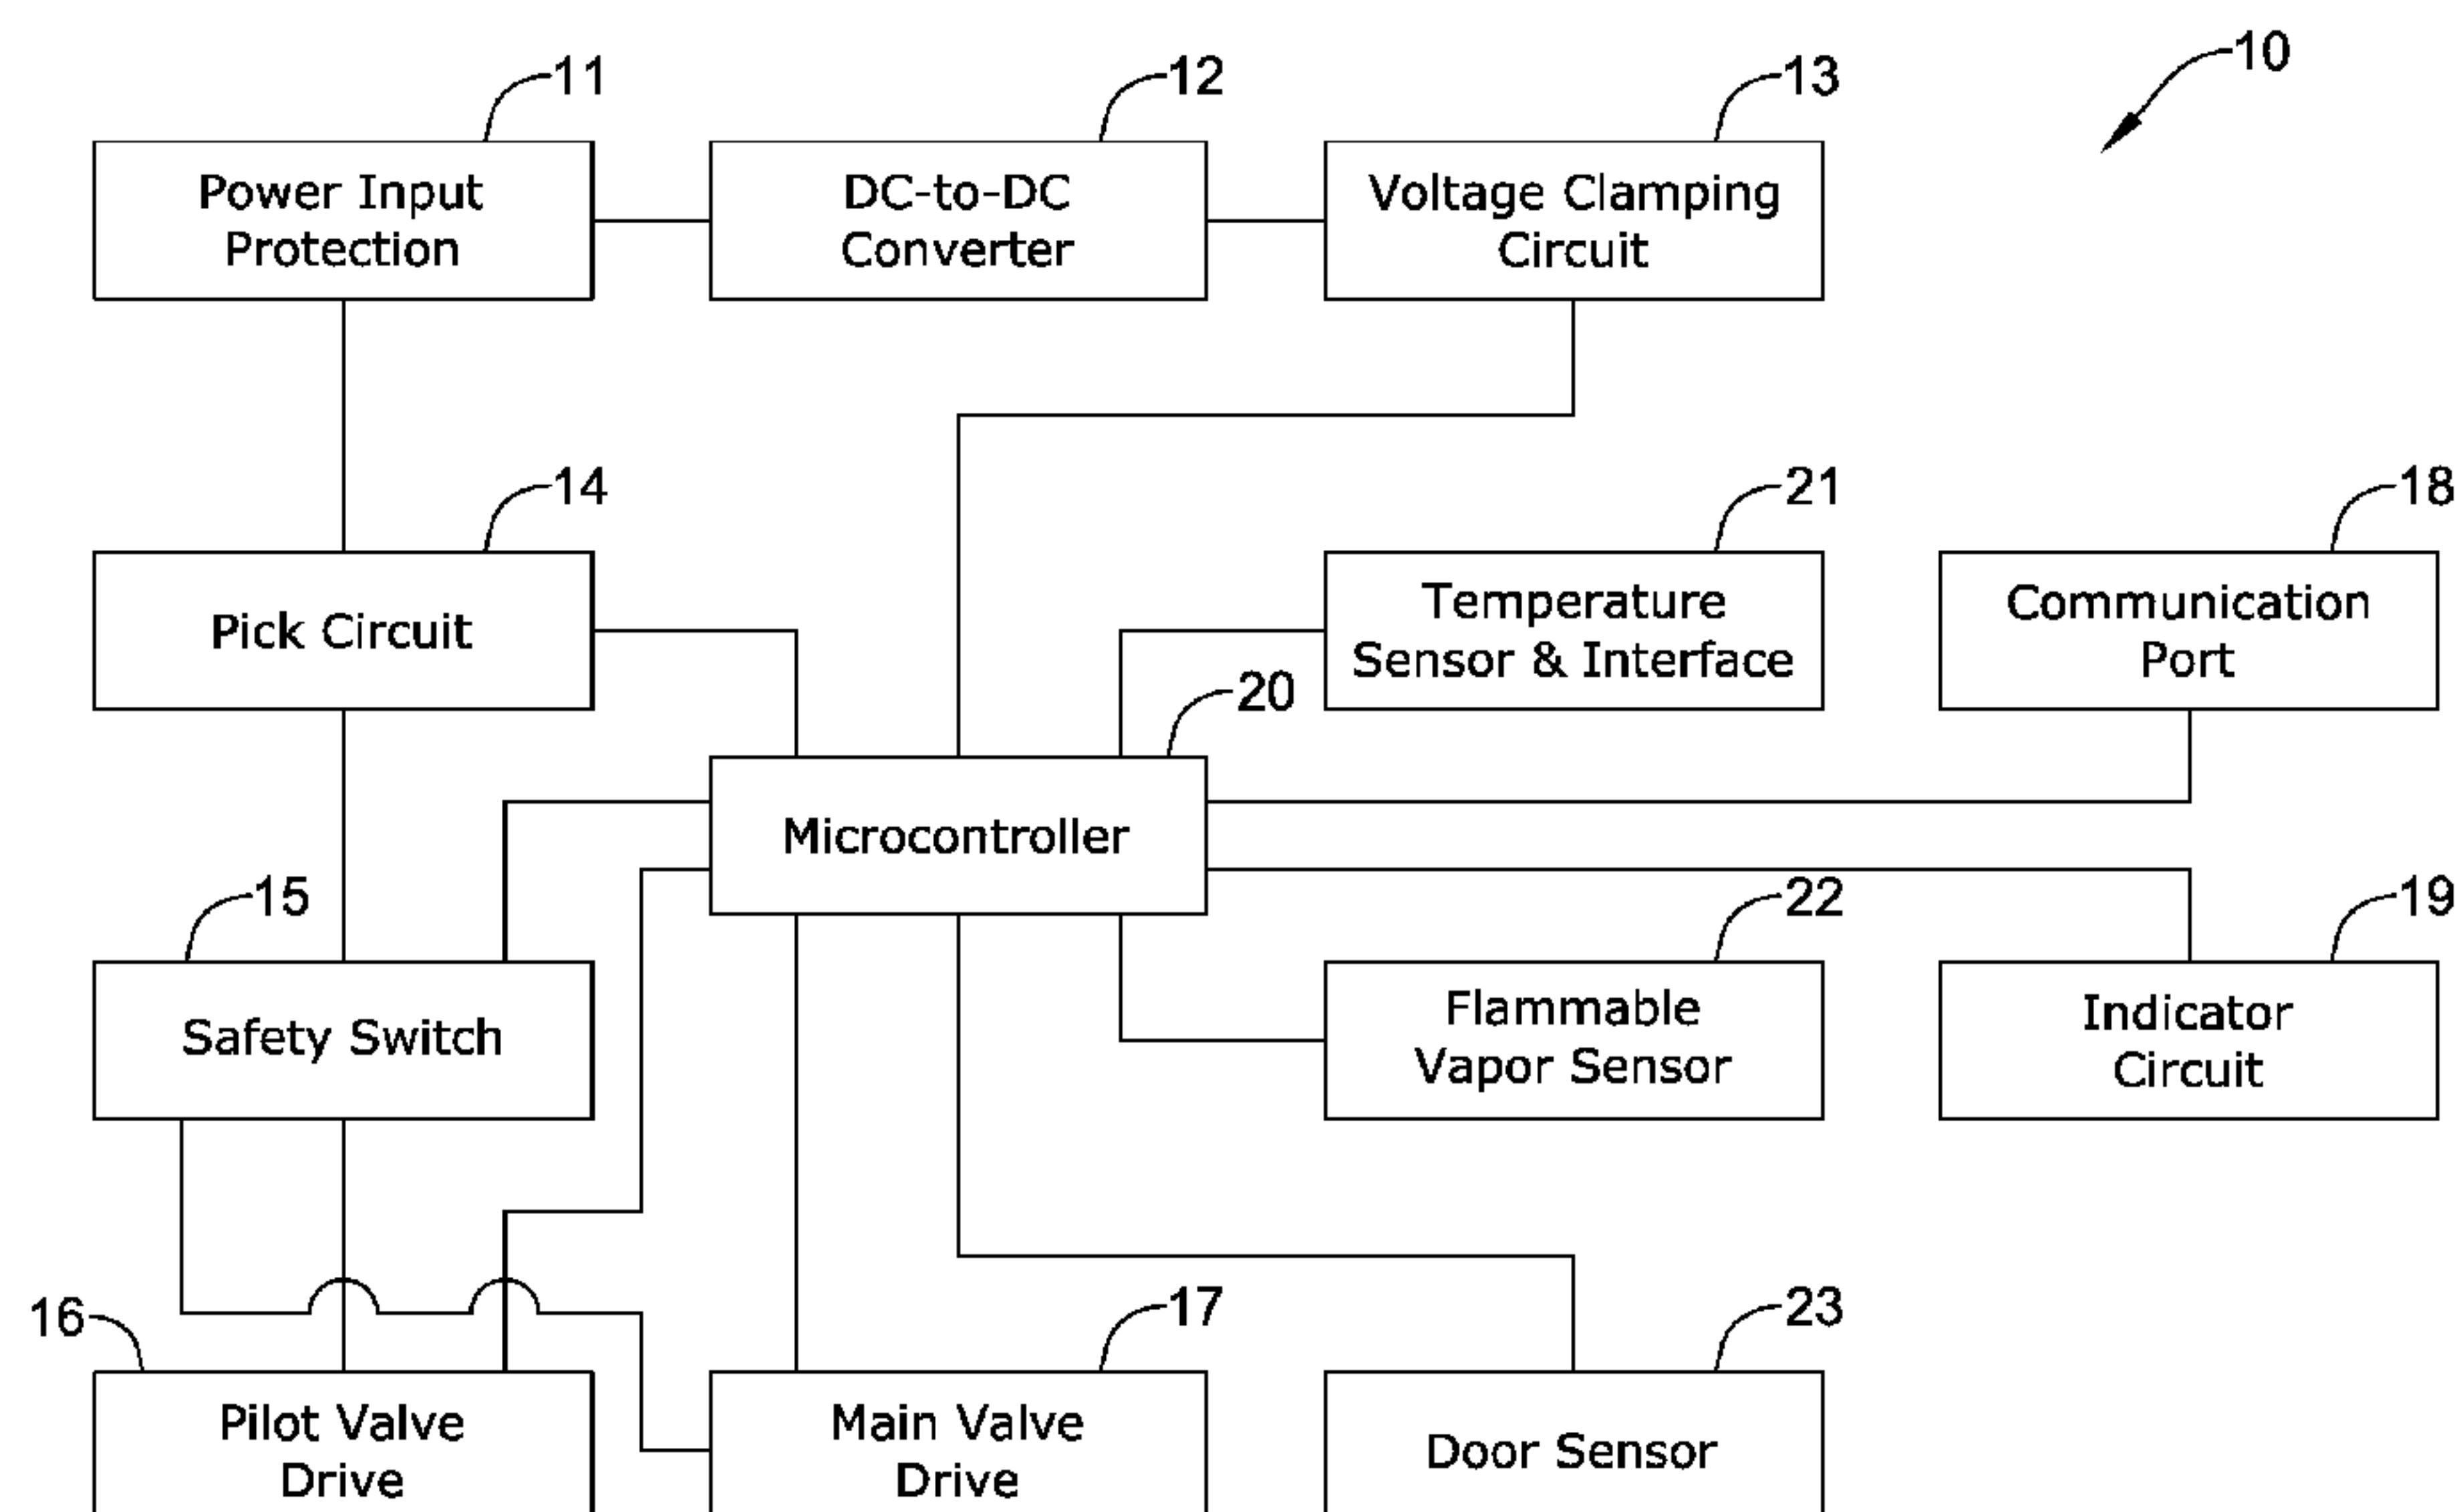 11
12
13
10
Power Input
Protection
DC-to-DC
Converter
Voltage Clamping
Circuit
14
21
18
Pick Circuit
Temperature
Sensor & Interface
Communication
Port
20
Microcontroller
15
22
19
Safety Switch
Flammable
Vapor Sensor
Indicator
Circuit
16
17
23
Pilot Valve
Drive
Main Valve
Drive
Door Sensor